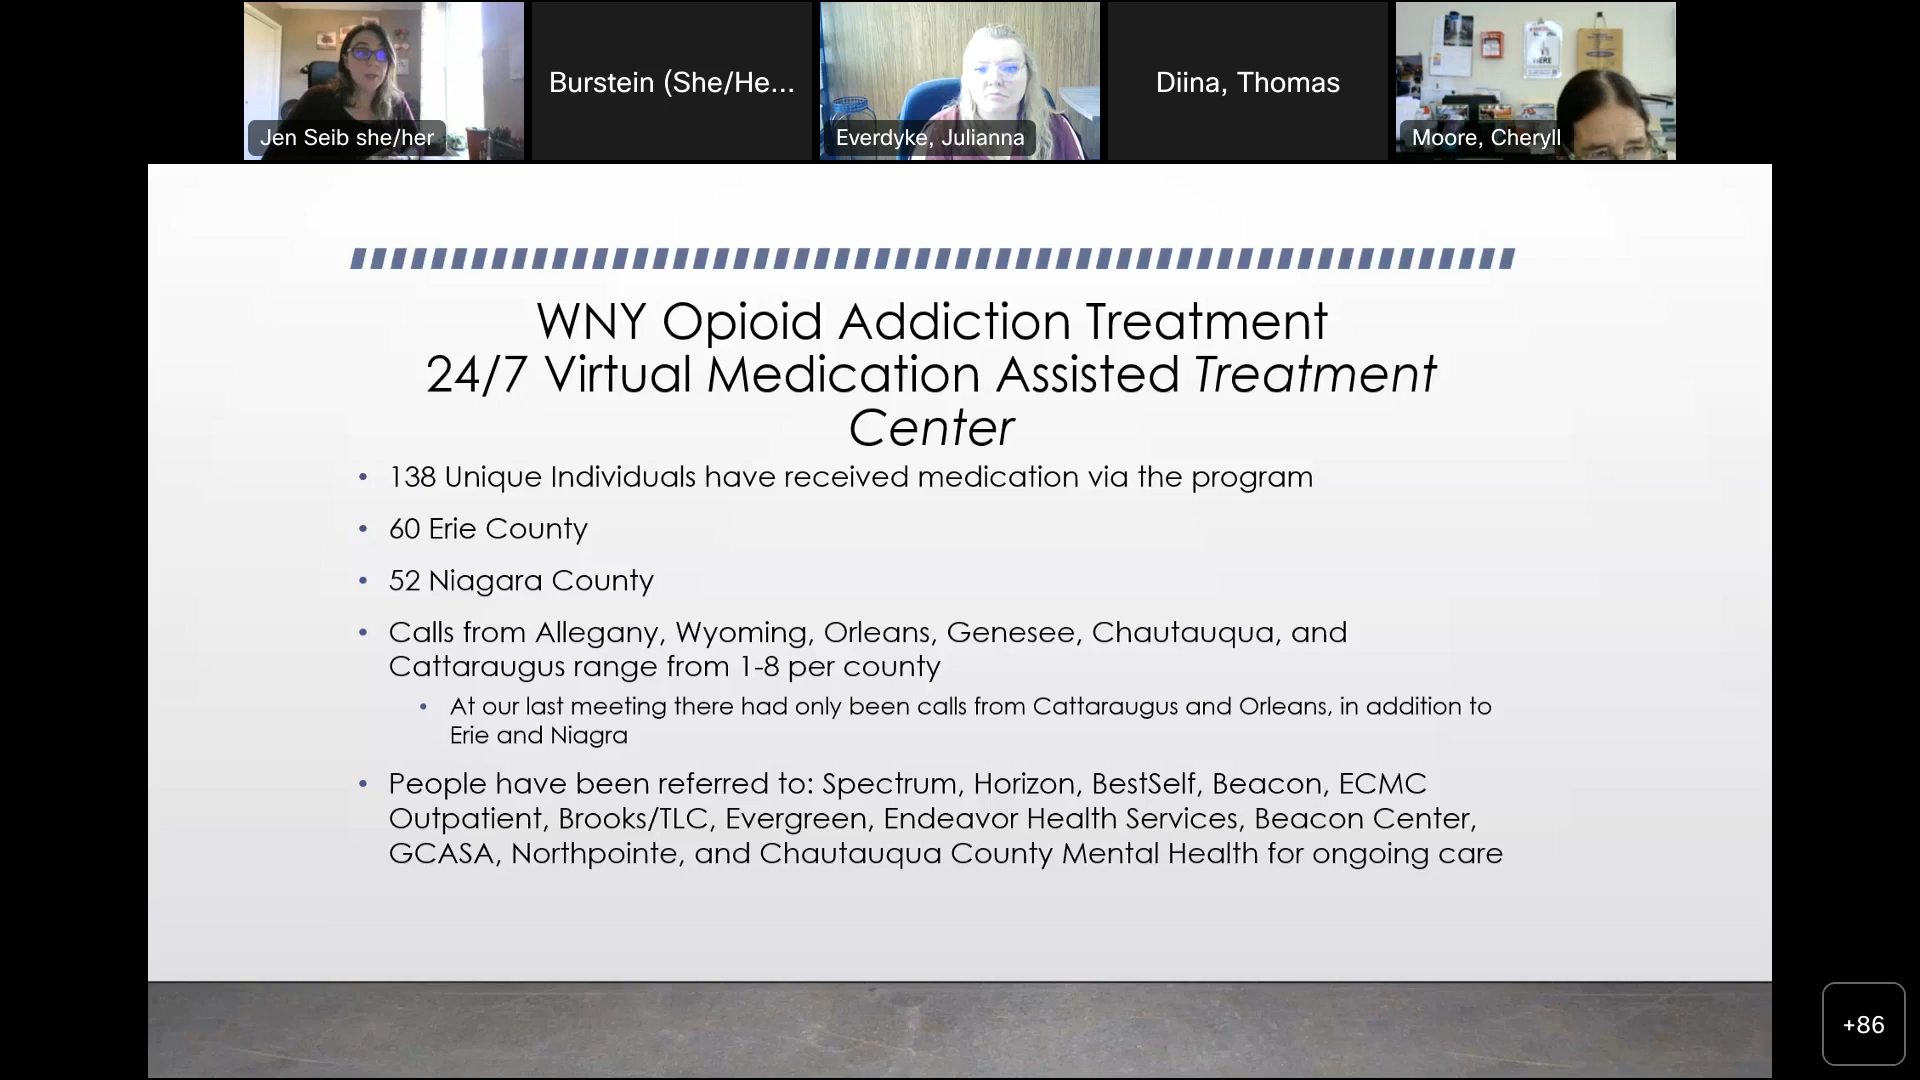 Jen Seib she/her
Burstein (She/He...
Everdyke, Julianna
Diina, Thomas
HERE
Moore, Cheryll
WNY Opioid Addiction Treatment
24/7 Virtual Medication Assisted Treatment
Center
• 138 Unique Individuals have received medication via the program
• 60 Erie County
• 52 Niagara County
• Calls from Allegany, Wyoming, Orleans, Genesee, Chautauqua, and
Cattaraugus range from 1-8 per county
• At our last meeting there had only been calls from Cattaraugus and Orleans, in addition to
Erie and Niagra
• People have been referred to: Spectrum, Horizon, BestSelf, Beacon, ECMC
Outpatient, Brooks/TLC, Evergreen, Endeavor Health Services, Beacon Center,
GCASA, Northpointe, and Chautauqua County Mental Health for ongoing care
+86